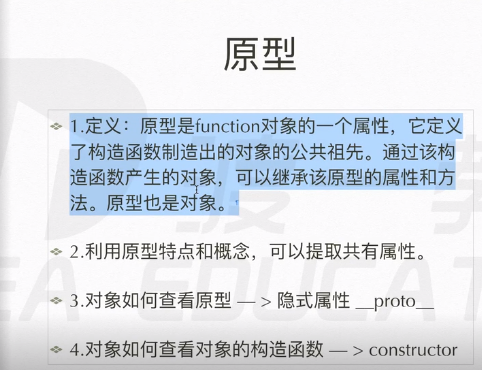 原型
1.定义：原型是function对象的一个属性，它定义
了构造函数制造出的对象的公共祖先。通过该构
造函数产生的对象，可以继承该原型的属性和方
法。原型也是对象。
2.利用原型特点和概念，可以提取共有属性。
3.对象如何查看原型 — > 隐式属性 __proto__
4.对象如何查看对象的构造函数 — > constructor